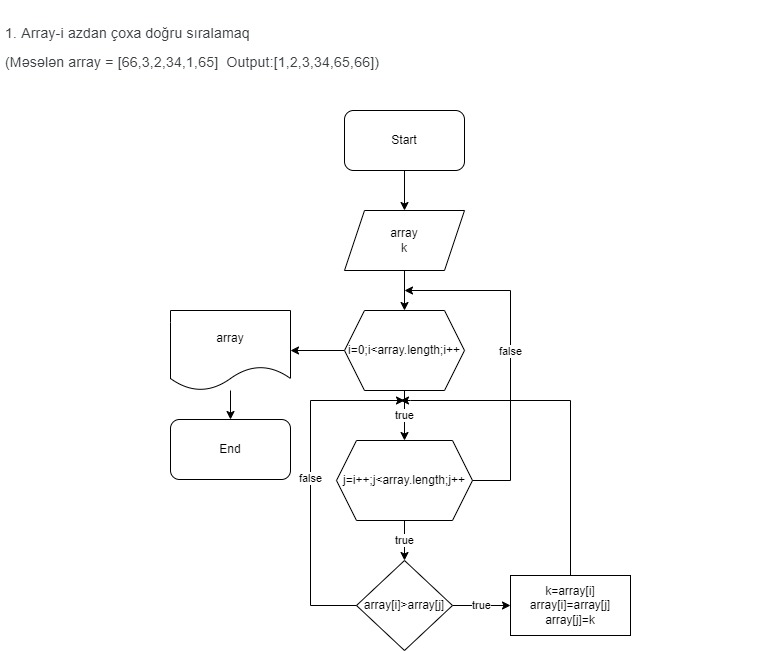 1. Array-i azdan çoxa doğru sıralamaq
(Məsələn array = [66,3,2,34,1,65]  Output:[1,2,3,34,65,66])
Start
array
k
i=0;i<array.length;i++
array
false
true
End
j=i++;j<array.length;j++
false
true
array[i]>array[j]
true
k=array[i]
array[i]=array[j]
array[j]=k